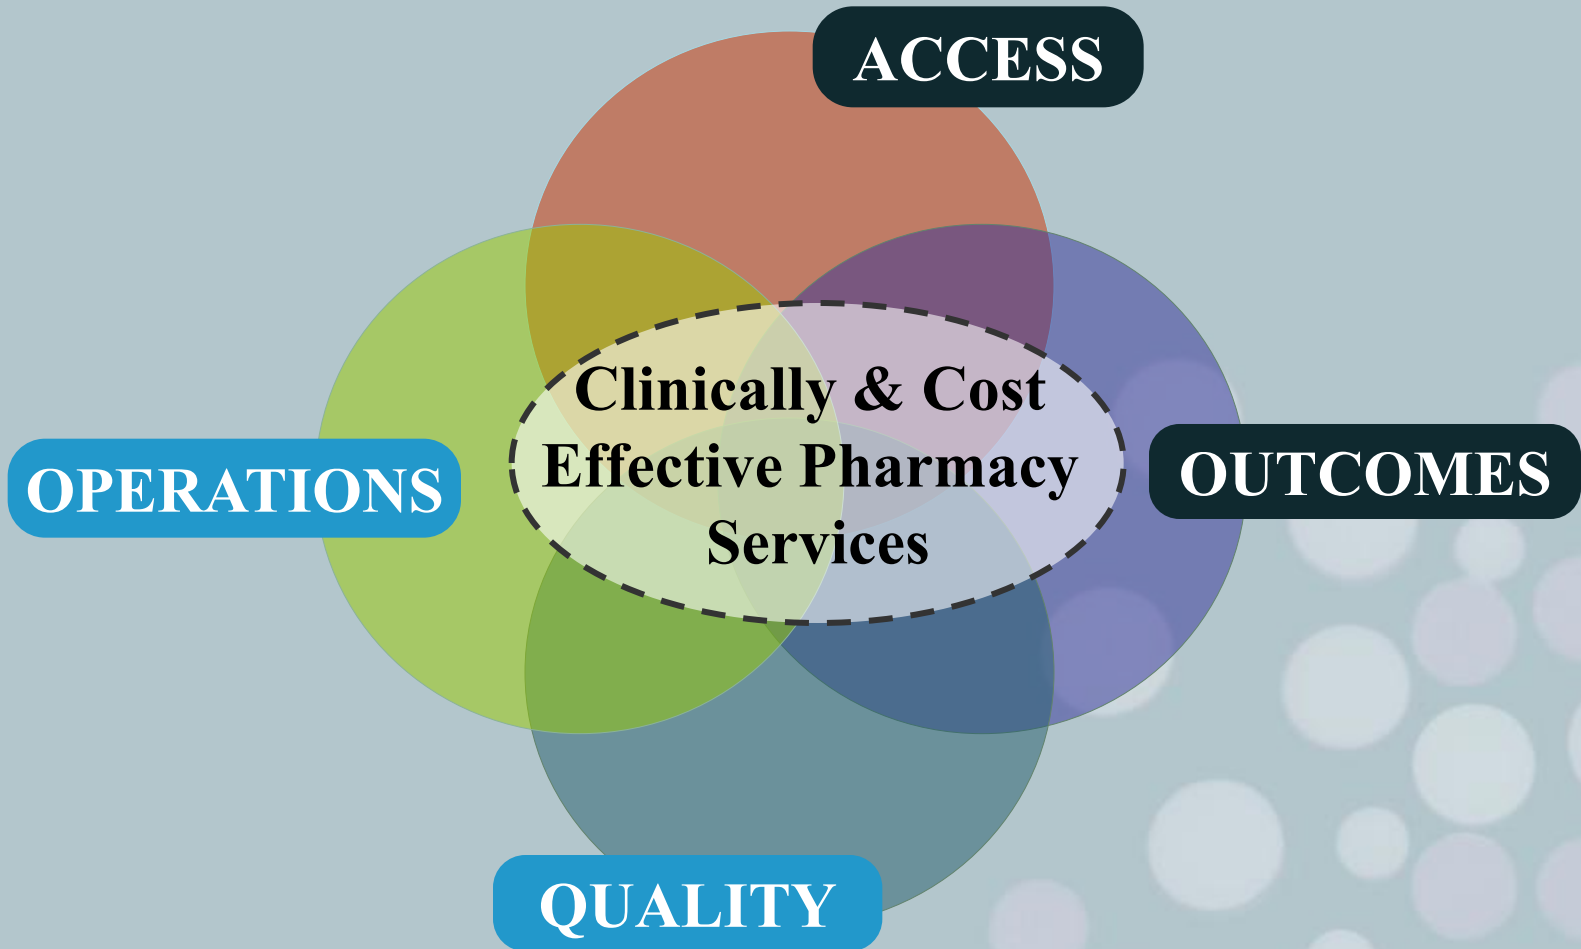 ACCESS
Clinically & Cost
Effective Pharmacy
Services
OPERATIONS
OUTCOMES
QUALITY